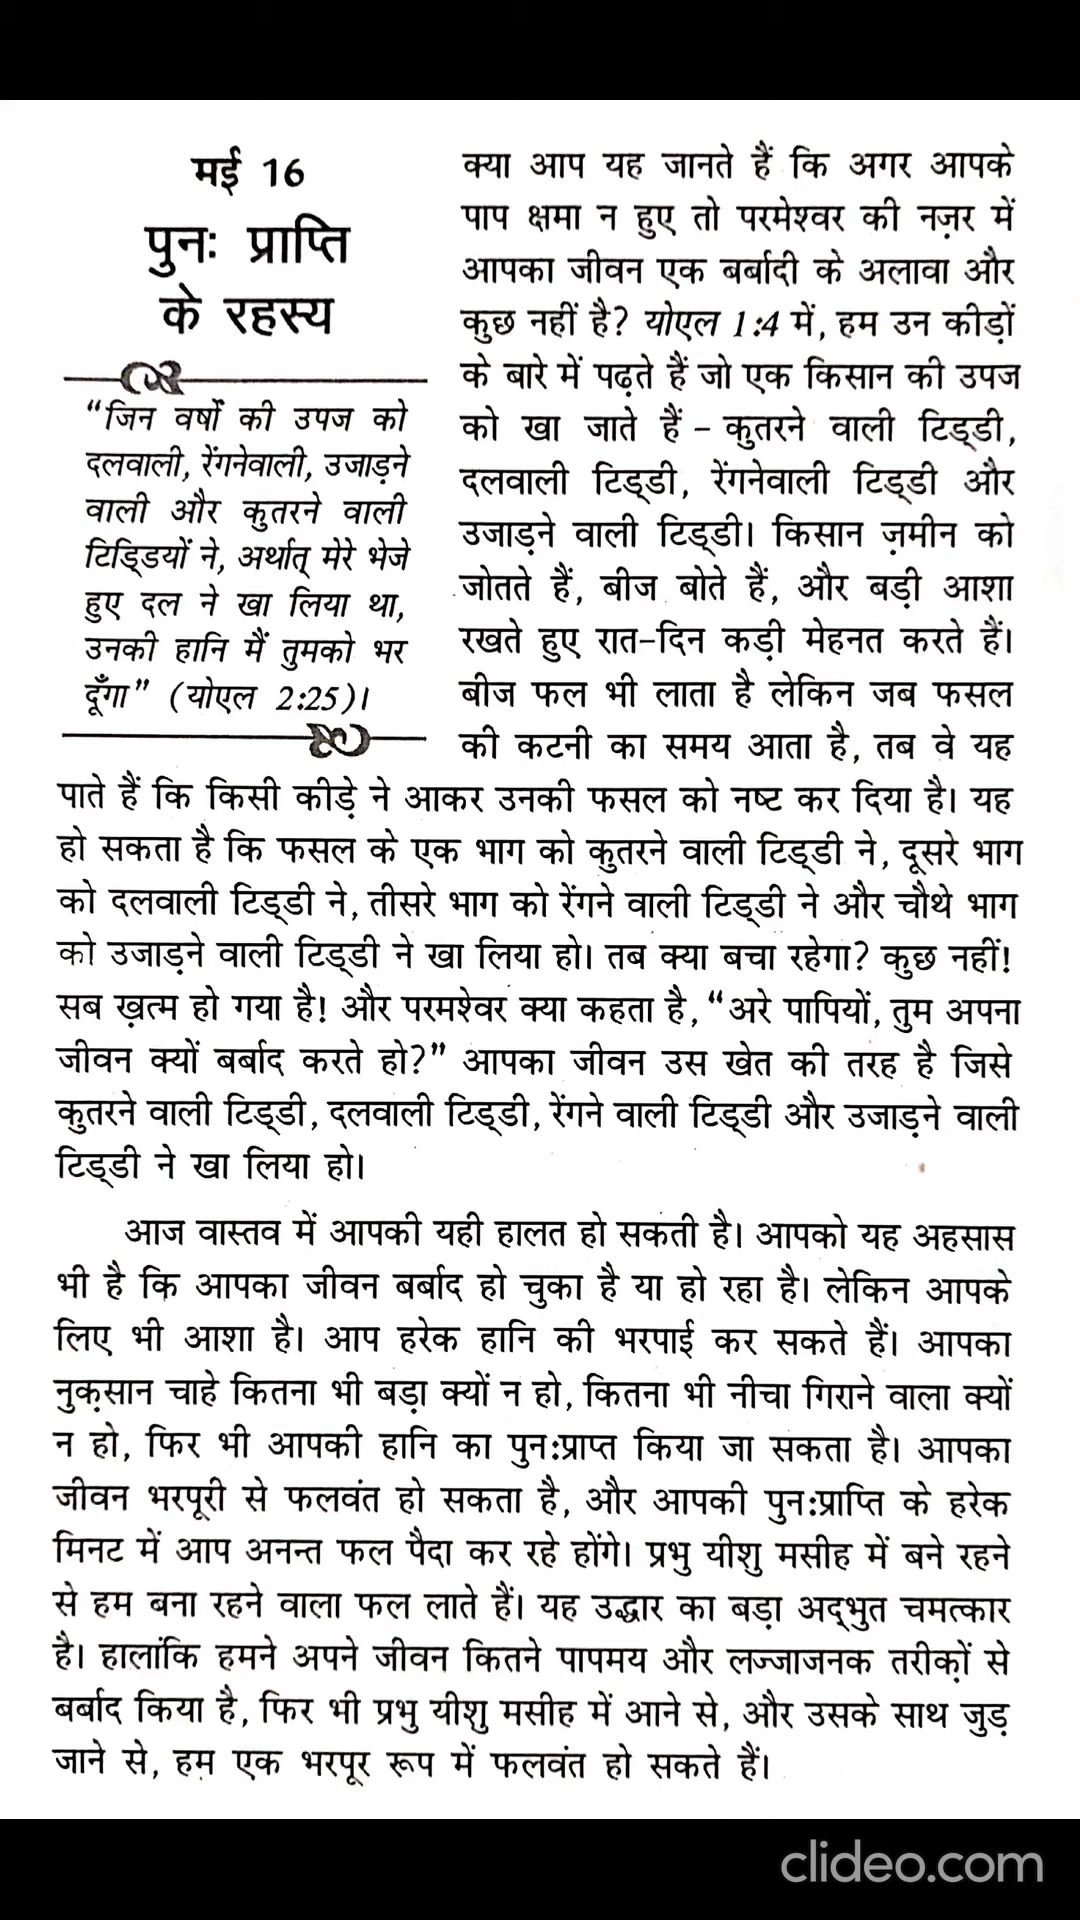 मई 16
पुनः प्राप्ति
के रहस्य
“जिन वर्षों की उपज को
दलवाली, रेंगनेवाली, उजाड़ने
वाली और कुतरने वाली
टिड्डियों ने, अर्थात् मेरे भेजे
हुए दल ने खा लिया था,
उनकी हानि मैं तुमको भर
दूँगा” (योएल 2:25)।
क्या आप यह जानते हैं कि अगर आपके
पाप क्षमा न हुए तो परमेश्वर की नज़र में
आपका जीवन एक बर्बादी के अलावा और
कुछ नहीं है? योएल 1:4 में, हम उन कीड़ों
के बारे में पढ़ते हैं जो एक किसान की उपज
को खा जाते हैं – कुतरने वाली टिड्डी,
दलवाली टिड्डी, रेंगनेवाली टिड्डी और
उजाड़ने वाली टिड्डी। किसान ज़मीन को
जोतते हैं, बीज बोते हैं, और बड़ी आशा
रखते हुए रात-दिन कड़ी मेहनत करते हैं।
बीज फल भी लाता है लेकिन जब फसल
की कटनी का समय आता है, तब वे यह
पाते हैं कि किसी कीड़े ने आकर उनकी फसल को नष्ट कर दिया है। यह
हो सकता है कि फसल के एक भाग को कुतरने वाली टिड्डी ने, दूसरे भाग
को दलवाली टिड्डी ने, तीसरे भाग को रेंगने वाली टिड्डी ने और चौथे भाग
को उजाड़ने वाली टिड्डी ने खा लिया हो। तब क्या बचा रहेगा? कुछ नहीं!
सब ख़त्म हो गया है! और परमश्वेर क्या कहता है, “अरे पापियों, तुम अपना
जीवन क्यों बर्बाद करते हो?” आपका जीवन उस खेत की तरह है जिसे
कुतरने वाली टिड्डी, दलवाली टिड्डी, रेंगने वाली टिड्डी और उजाड़ने वाली
टिड्डी ने खा लिया हो।
आज वास्तव में आपकी यही हालत हो सकती है। आपको यह अहसास
भी है कि आपका जीवन बर्बाद हो चुका है या हो रहा है। लेकिन आपके
लिए भी आशा है। आप हरेक हानि की भरपाई कर सकते हैं। आपका
नुक़सान चाहे कितना भी बड़ा क्यों न हो, कितना भी नीचा गिराने वाला क्यों
न हो, फिर भी आपकी हानि का पुन:प्राप्त किया जा सकता है। आपका
जीवन भरपूरी से फलवंत हो सकता है, और आपकी पुन:प्राप्ति के हरेक
मिनट में आप अनन्त फल पैदा कर रहे होंगे। प्रभु यीशु मसीह में बने रहने
से हम बना रहने वाला फल लाते हैं। यह उद्धार का बड़ा अद्भुत चमत्कार
है। हालांकि हमने अपने जीवन कितने पापमय और लज्जाजनक तरीक़ों से
बर्बाद किया है, फिर भी प्रभु यीशु मसीह में आने से, और उसके साथ जुड़
जाने से, हम एक भरपूर रूप में फलवंत हो सकते हैं।
clideo.com